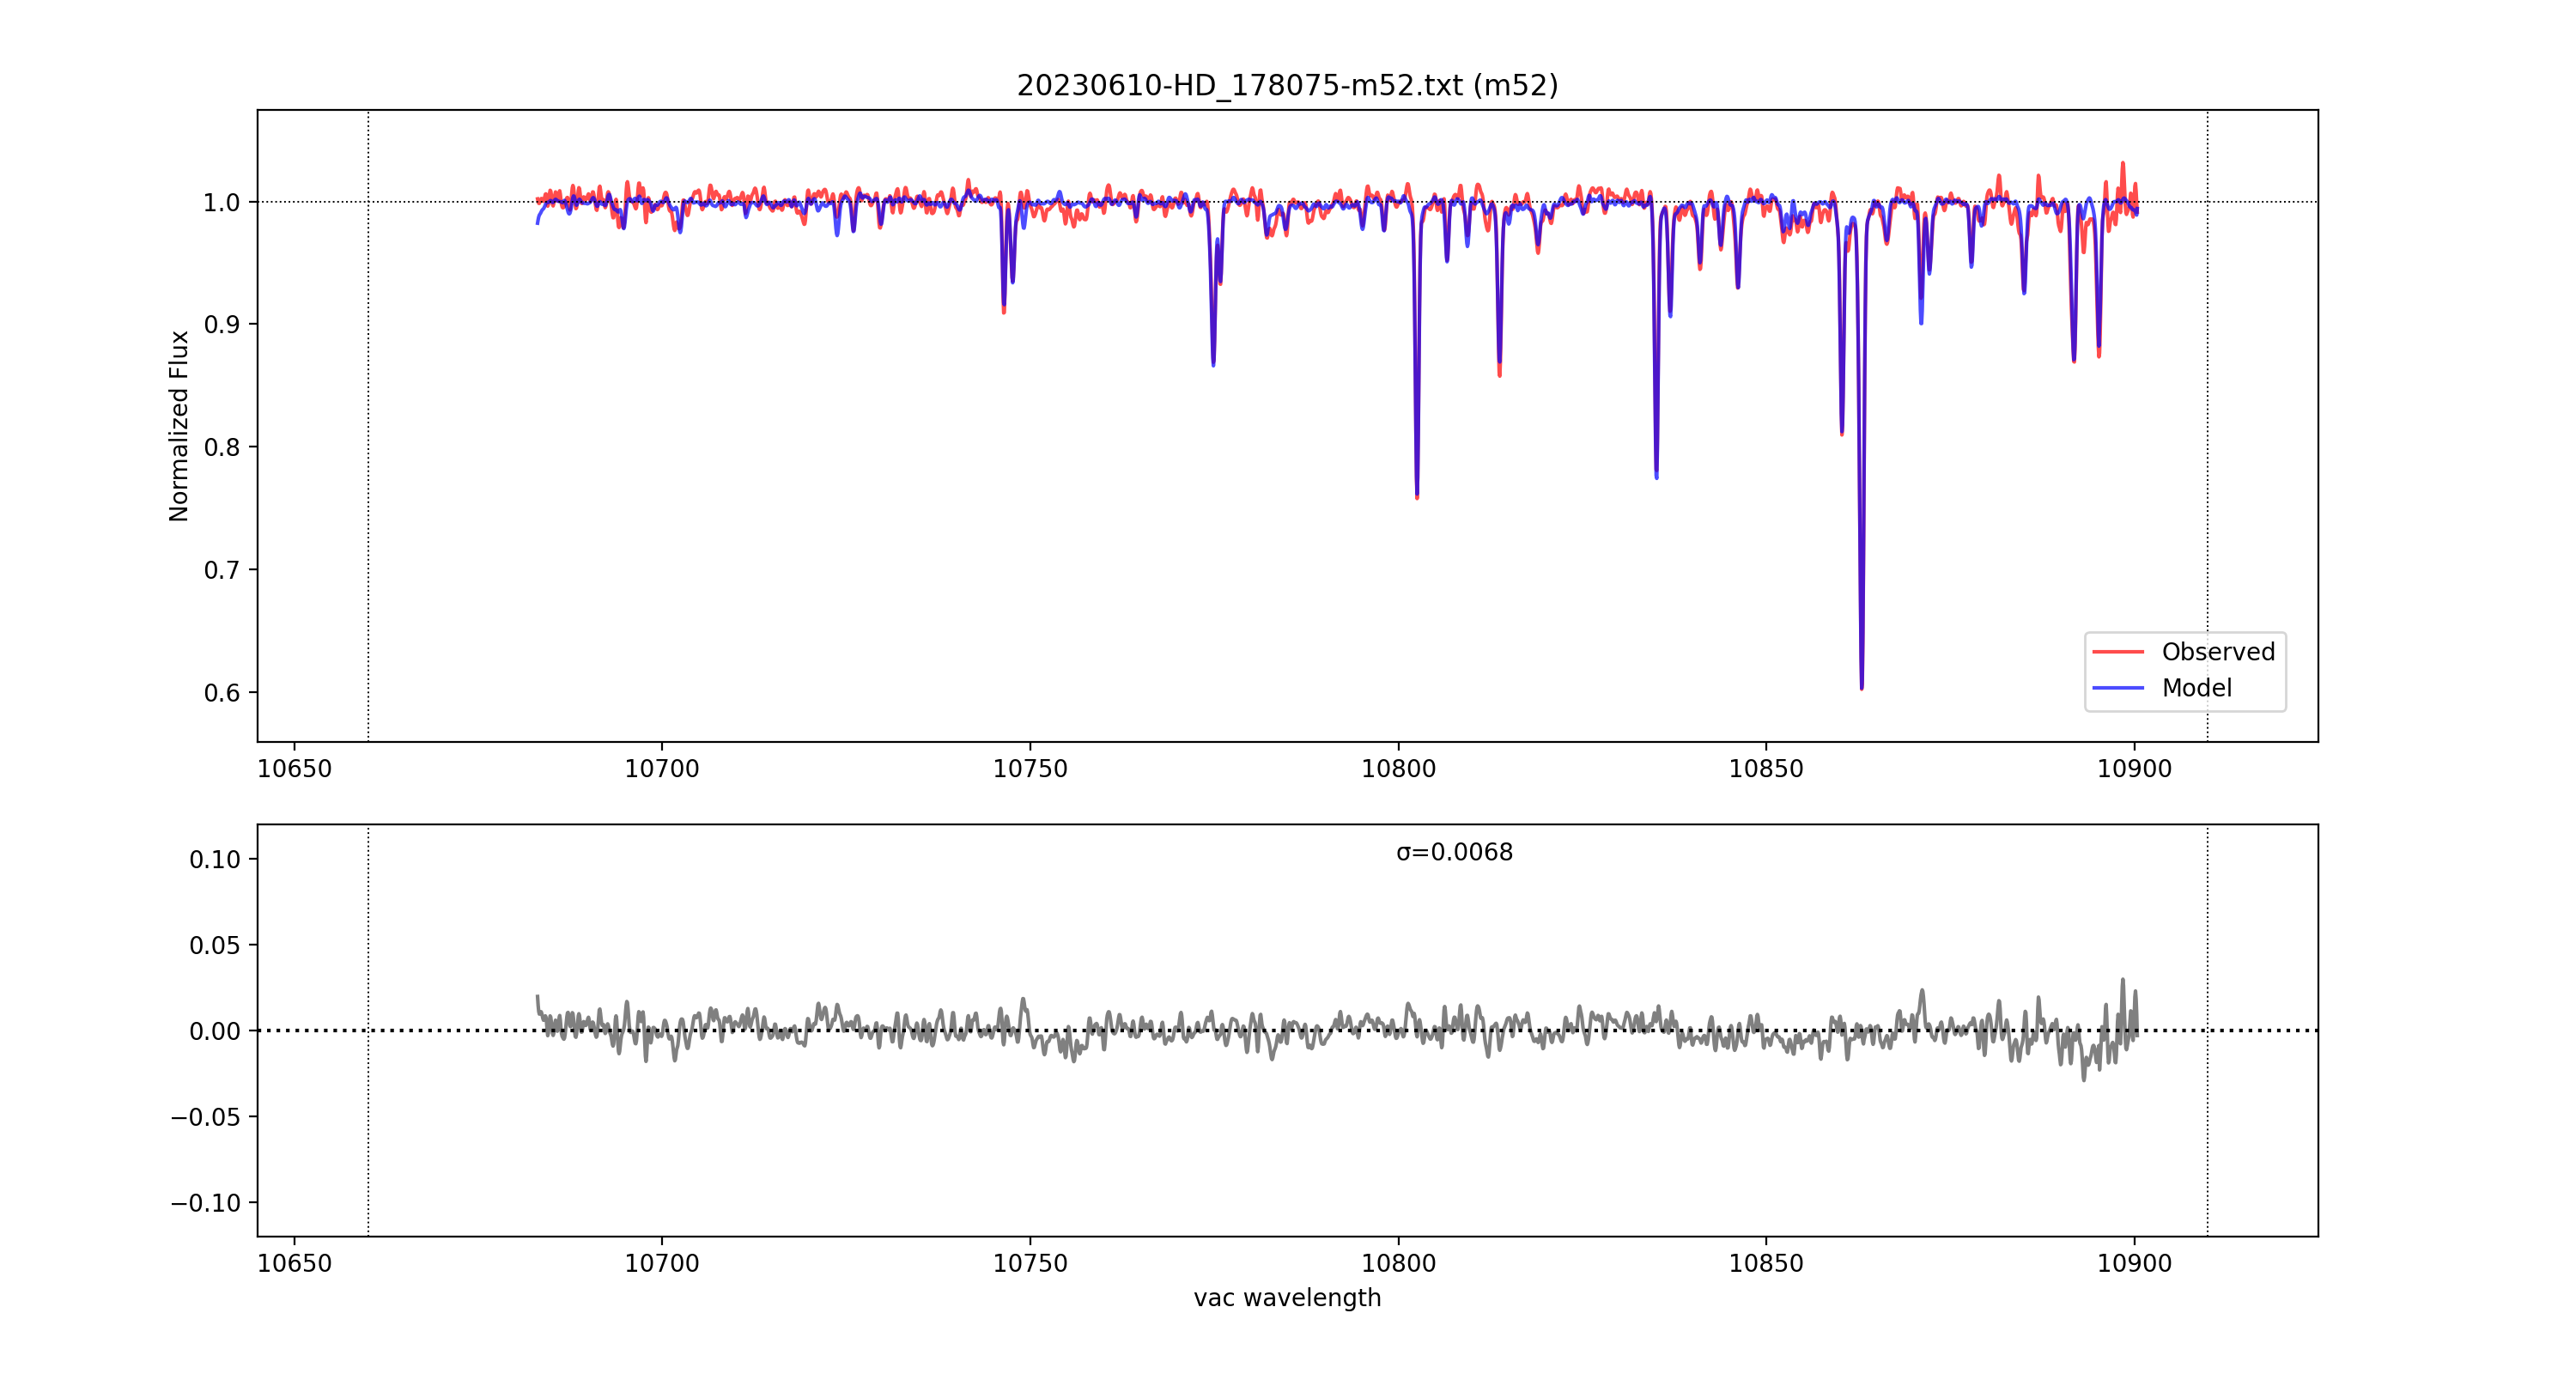 20230610-HD_178075-m52.txt (m52)
Normalized Flux
1.0
0.9
0.8
0.7
0.6
Observed
Model
10650 10700 10750 10800 10850 10900
σ=0.0068
0.10
0.05
0.00
−0.05
−0.10
10650 10700 10750 10800 10850 10900
vac wavelength